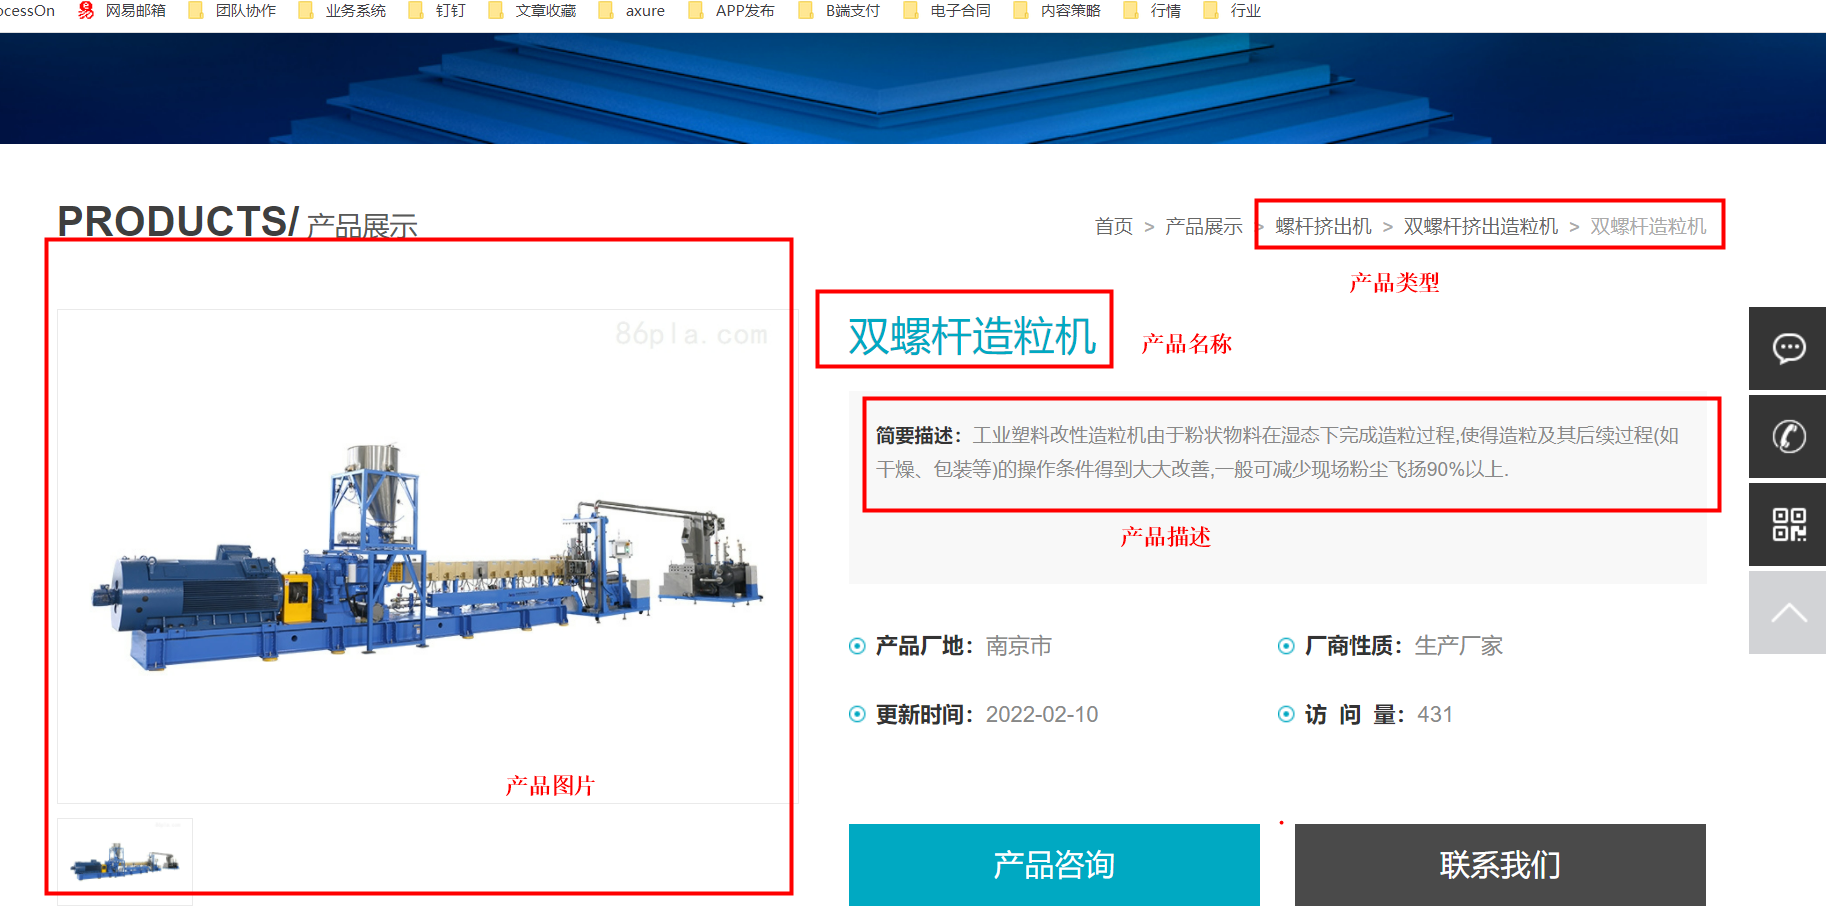 ocessOn 网易邮箱 团队协作 业务系统 钉钉 文章收藏 axure APP发布 B端支付 电子合同 内容策略 行情 行业
PRODUCTS/ 产品展示
首页 > 产品展示 > 螺杆挤出机 > 双螺杆挤出造粒机 > 双螺杆造粒机
产品类型
86pla.com
双螺杆造粒机
产品名称
简要描述：工业塑料改性造粒机由于粉状物料在湿态下完成造粒过程,使得造粒及其后续过程(如
干燥、包装等)的操作条件得到大大改善,一般可减少现场粉尘飞扬90%以上.
产品描述
产品厂地：南京市
厂商性质：生产厂家
更新时间：2022-02-10
访 问 量：431
产品图片
产品咨询
联系我们